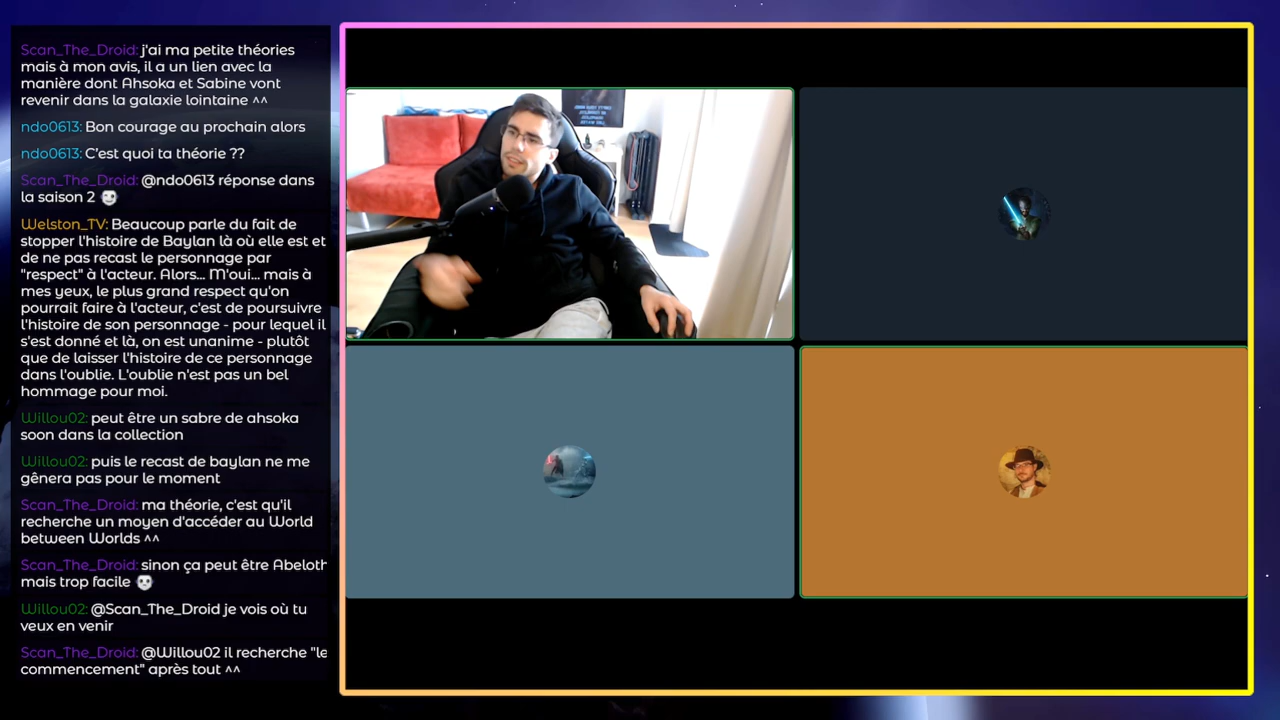 Scan_The_Droid: j'ai ma petite théories
mais à mon avis, il a un lien avec la
manière dont Ahsoka et Sabine vont
revenir dans la galaxie lointaine ^^
ndo0613: Bon courage au prochain alors
ndo0613: C'est quoi ta théorie ??
Scan_The_Droid: @ndo0613 réponse dans
la saison 2
Welston_TV: Beaucoup parle du fait de
stopper l'histoire de Baylan là où elle est et
de ne pas recast le personnage par
"respect" à l'acteur. Alors... M'oui... mais à
mes yeux, le plus grand respect qu'on
pourrait faire à l'acteur, c'est de poursuivre
l'histoire de son personnage - pour lequel il
s'est donné et là, on est unanime - plutôt
que de laisser l'histoire de ce personnage
dans l'oublie. L'oublie n'est pas un bel
hommage pour moi.
Willou02: peut être un sabre de ahsoka
soon dans la collection
Willou02: puis le recast de baylan ne me
gênera pas pour le moment
Scan_The_Droid: ma théorie, c'est qu'il
recherche un moyen d'accéder au World
between Worlds ^^
Scan_The_Droid: sinon ça peut être Abeloth
mais trop facile
Willou02: @Scan_The_Droid je vois où tu
veux en venir
Scan_The_Droid: @Willou02 il recherche "le
commencement" après tout ^^